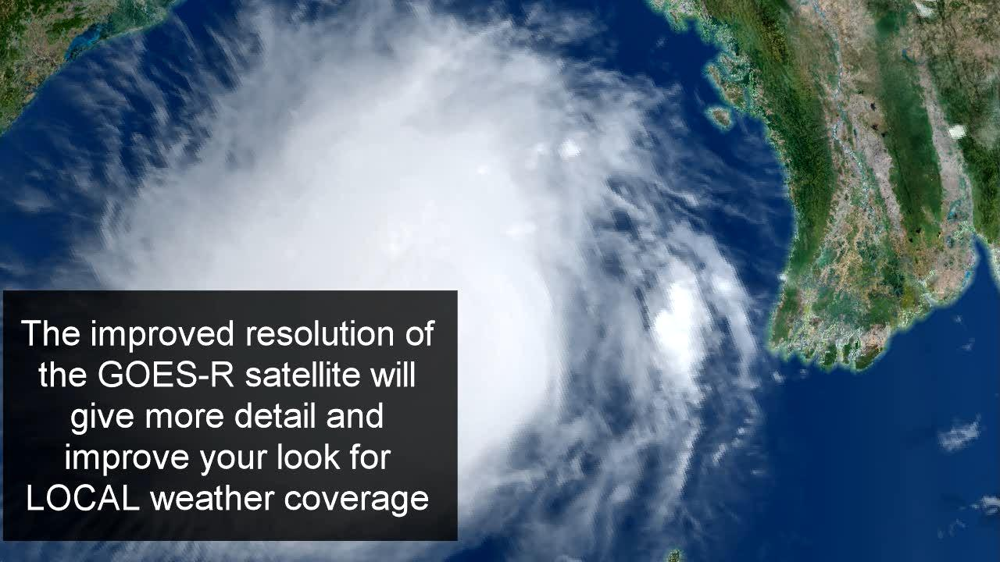 The improved resolution of
the GOES-R satellite will
give more detail and
improve your look for
LOCAL weather coverage